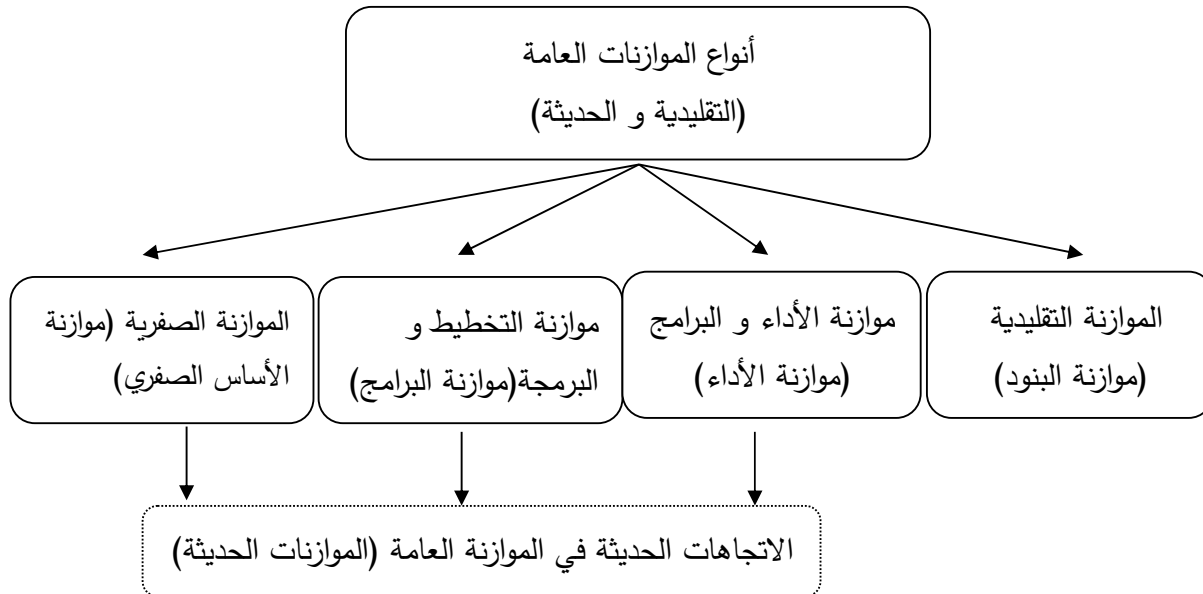 أنواع الموازنات العامة
(التقليدية و الحديثة)
الموازنة التقليدية
(موازنة البنود)
موازنة الأداء و البرامج
(موازنة الأداء)
موازنة التخطيط و
البرمجة(موازنة البرامج)
الموازنة الصفرية (موازنة
الأساس الصفري)
الاتجاهات الحديثة في الموازنة العامة (الموازنات الحديثة)